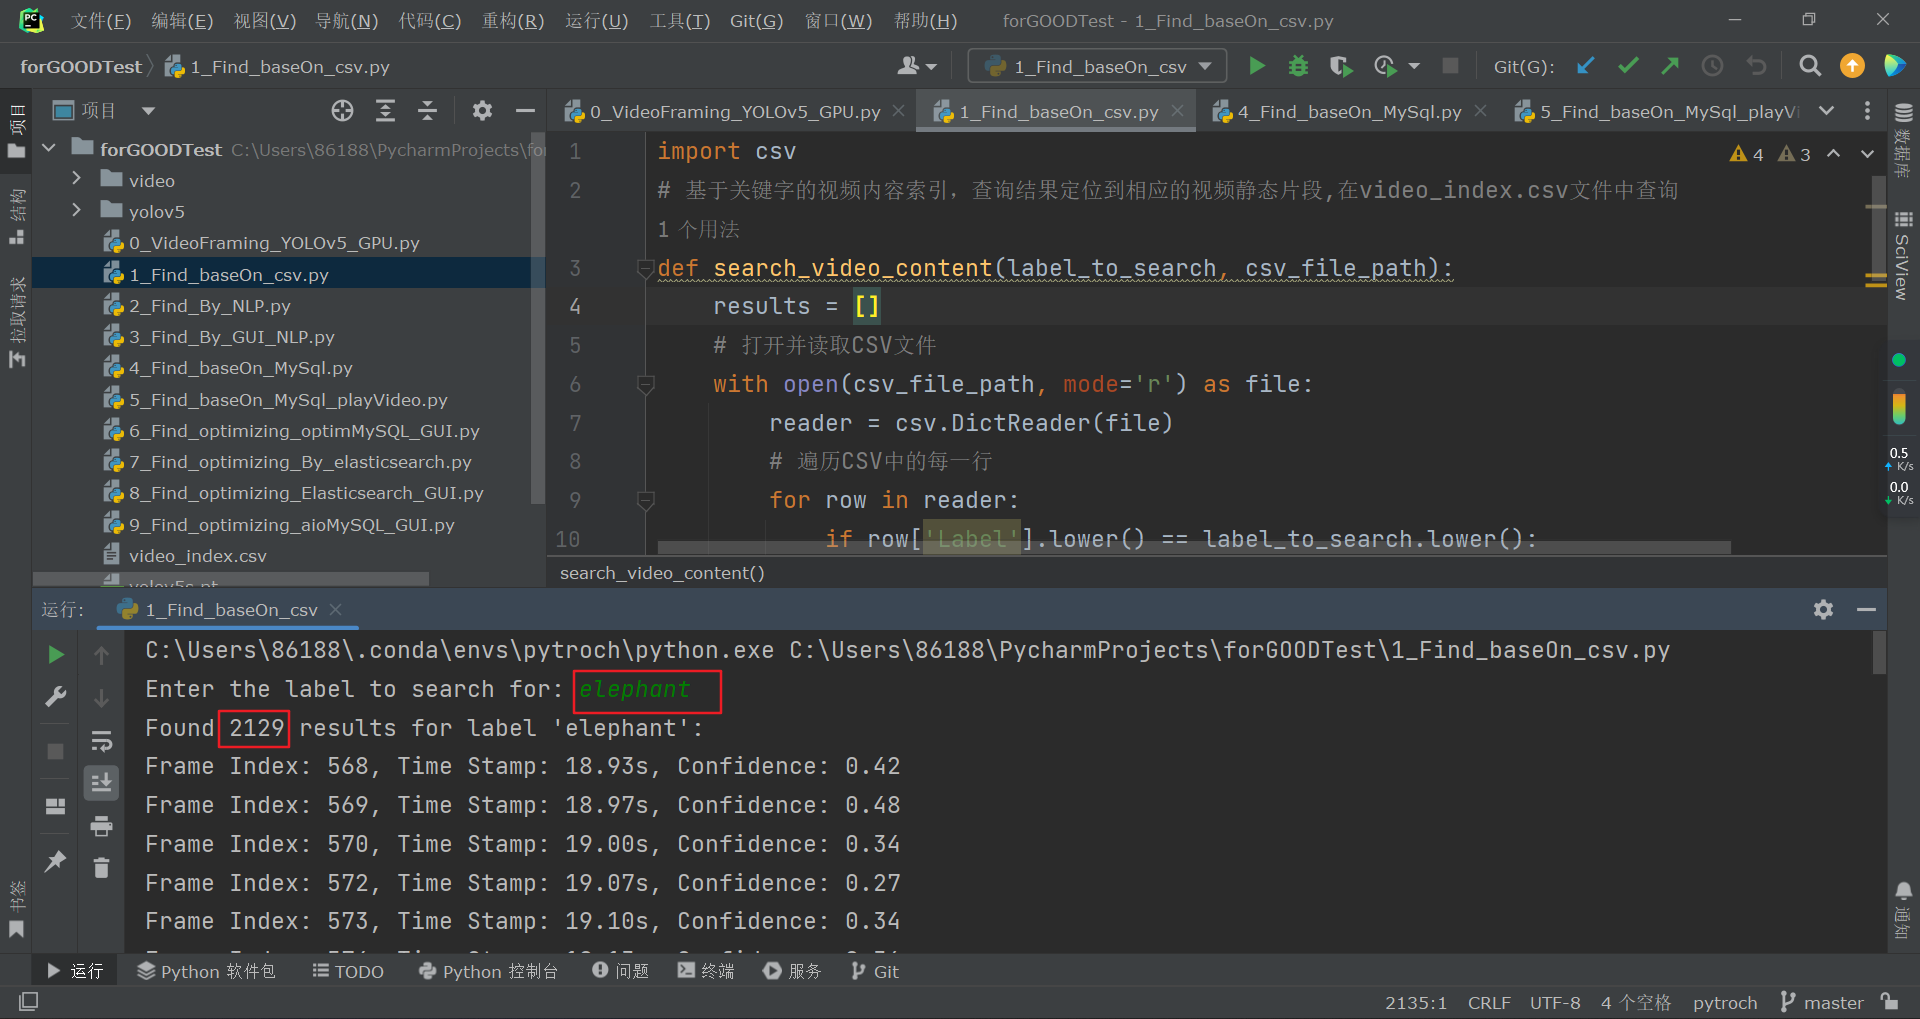 文件(F) 编辑(E) 视图(V) 导航(N) 代码(C) 重构(R) 运行(U) 工具(T) Git(G) 窗口(W) 帮助(H) forGOODTest - 1_Find_baseOn_csv.py
forGOODTest 1_Find_baseOn_csv.py
1_Find_baseOn_csv
Git(G):
项目
0_VideoFraming_YOLOv5_GPU.py
1_Find_baseOn_csv.py
4_Find_baseOn_MySql.py
5_Find_baseOn_MySql_playVi
项目
结构
拉取请求
书签
forGOODTest C:\Users\86188\PycharmProjects\fo
video
yolov5
0_VideoFraming_YOLOv5_GPU.py
1_Find_baseOn_csv.py
2_Find_By_NLP.py
3_Find_By_GUI_NLP.py
4_Find_baseOn_MySql.py
5_Find_baseOn_MySql_playVideo.py
6_Find_optimizing_optimMySQL_GUI.py
7_Find_optimizing_By_elasticsearch.py
8_Find_optimizing_Elasticsearch_GUI.py
9_Find_optimizing_aioMySQL_GUI.py
video_index.csv
yolov5s.pt
4 3
1 import csv
2 # 基于关键字的视频内容索引，查询结果定位到相应的视频静态片段,在video_index.csv文件中查询
1 个用法
3 def search_video_content(label_to_search, csv_file_path):
4 results = []
5 # 打开并读取CSV文件
6 with open(csv_file_path, mode='r') as file:
7 reader = csv.DictReader(file)
8 # 遍历CSV中的每一行
9 for row in reader:
10 if row['Label'].lower() == label_to_search.lower():
search_video_content()
数据库
SciView
0.5
K/s
0.0
K/s
通知
运行: 1_Find_baseOn_csv
C:\Users\86188\.conda\envs\pytroch\python.exe C:\Users\86188\PycharmProjects\forGOODTest\1_Find_baseOn_csv.py
Enter the label to search for: elephant
Found 2129 results for label 'elephant':
Frame Index: 568, Time Stamp: 18.93s, Confidence: 0.42
Frame Index: 569, Time Stamp: 18.97s, Confidence: 0.48
Frame Index: 570, Time Stamp: 19.00s, Confidence: 0.34
Frame Index: 572, Time Stamp: 19.07s, Confidence: 0.27
Frame Index: 573, Time Stamp: 19.10s, Confidence: 0.34
运行 Python 软件包 TODO Python 控制台 问题 终端 服务 Git
2135:1 CRLF UTF-8 4 个空格 pytroch master